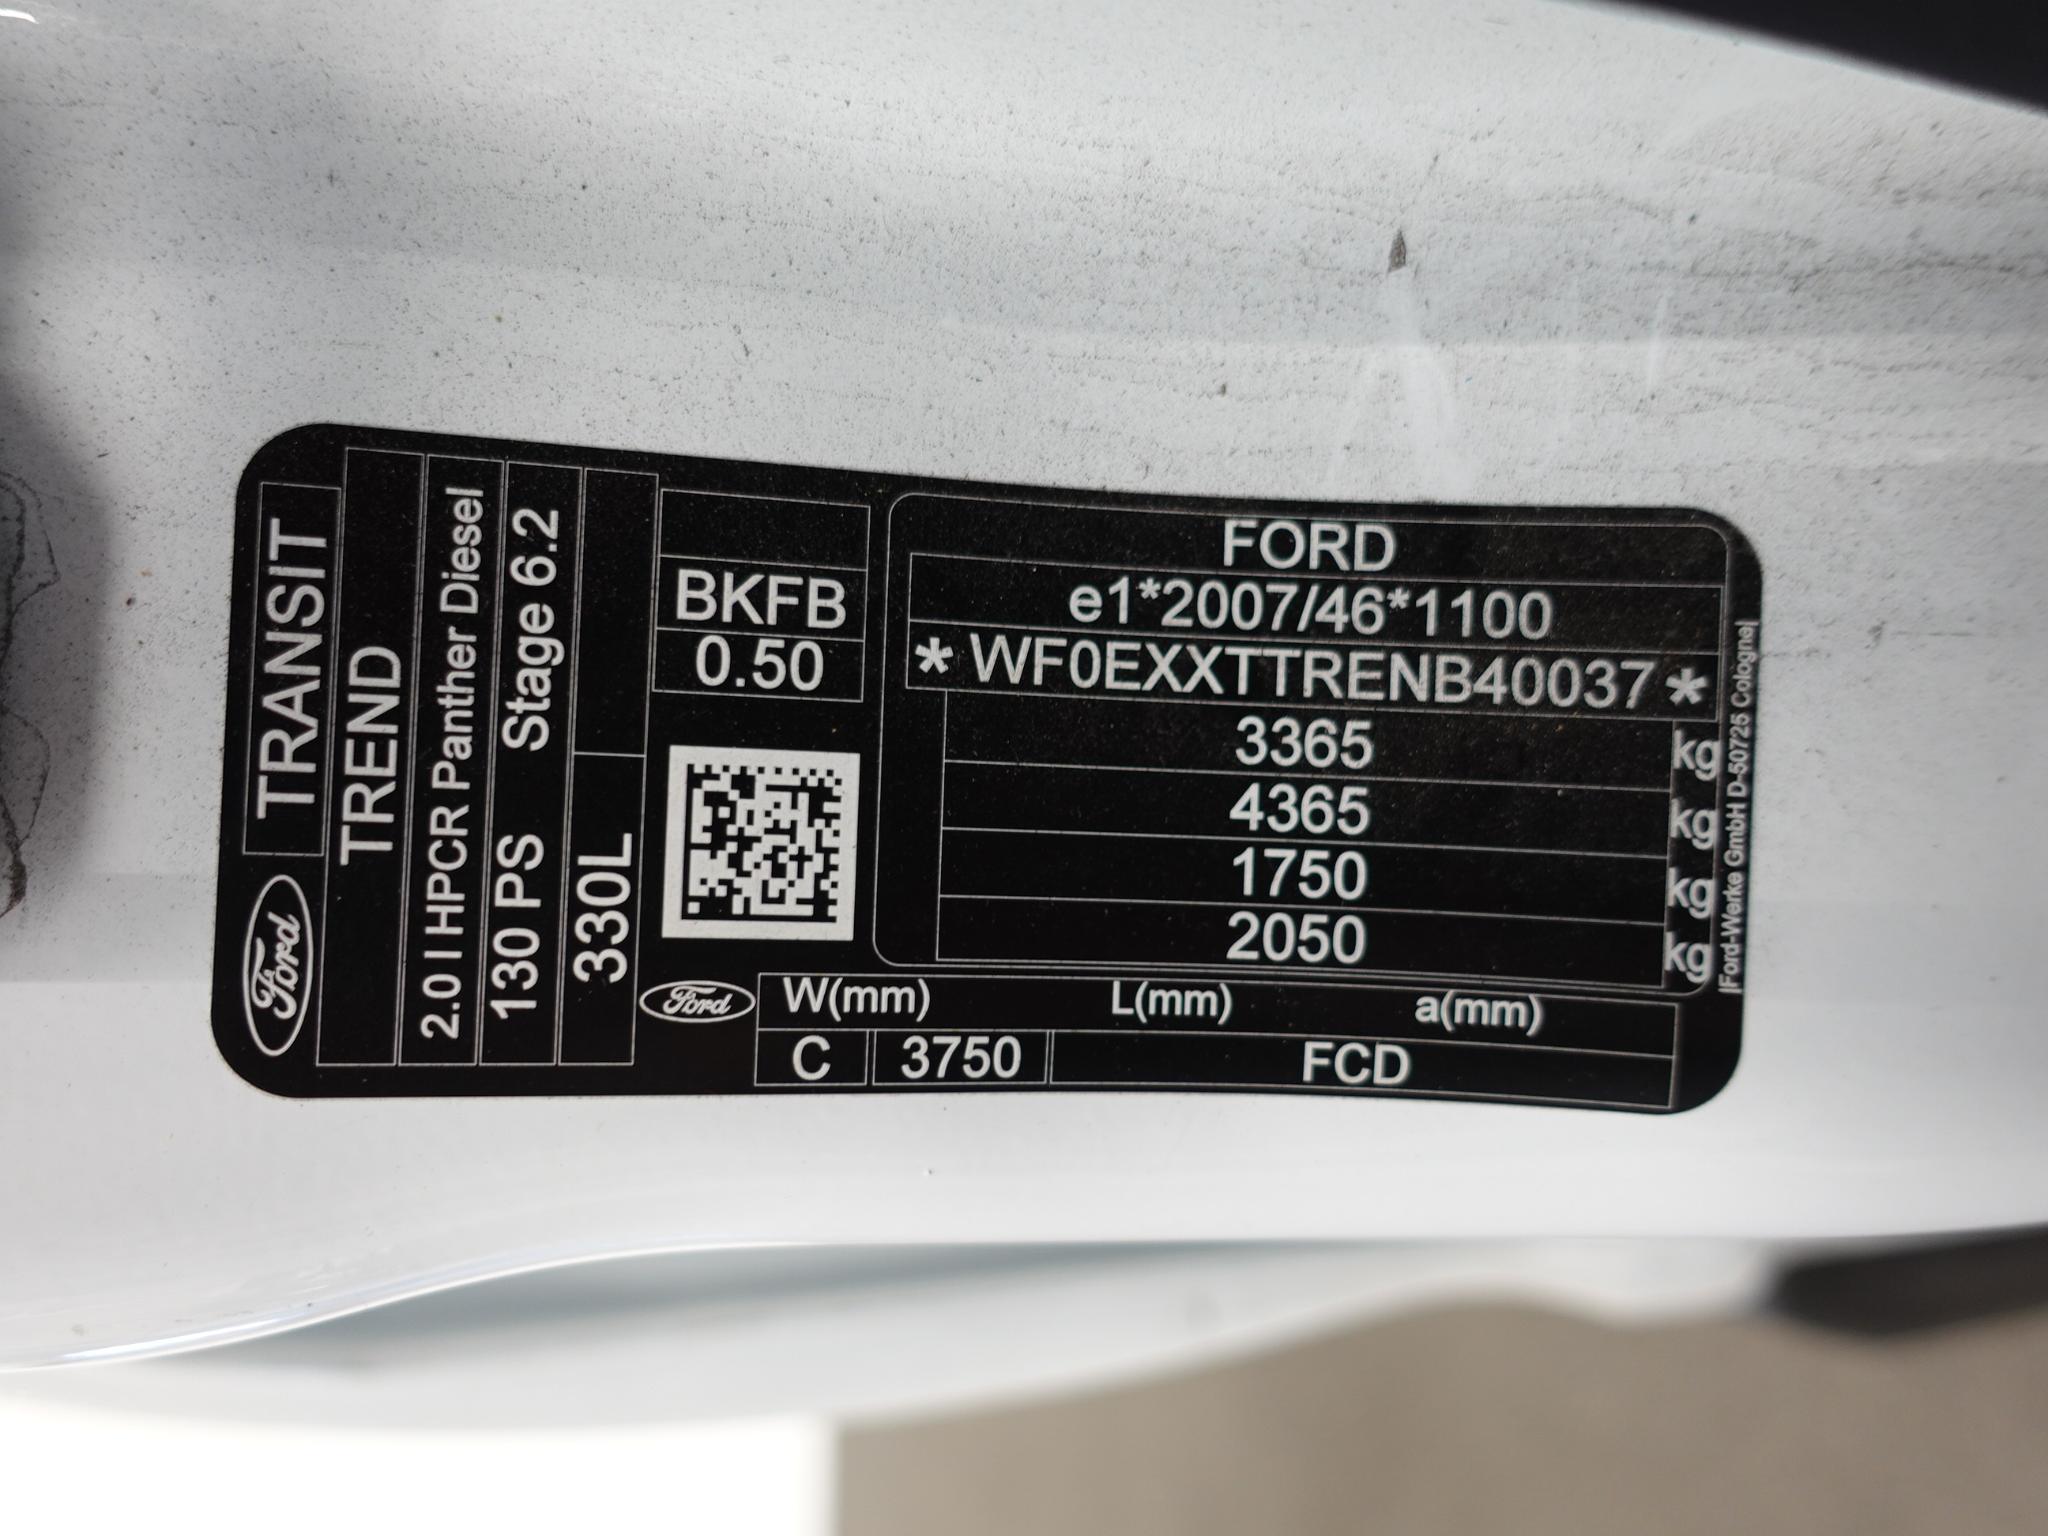 Ford TRANSIT
TREND
2.0 l HPCR Panther Diesel
130 PS Stage 6.2
330L
BKFB
0.50
FORD
e1*2007/46*1100
* WF0EXXTTRENB40037 *
3365 kg
4365 kg
1750 kg
2050 kg
Ford
W(mm) L(mm) a(mm)
C 3750 FCD
|Ford-Werke GmbH D-50725 Cologne|